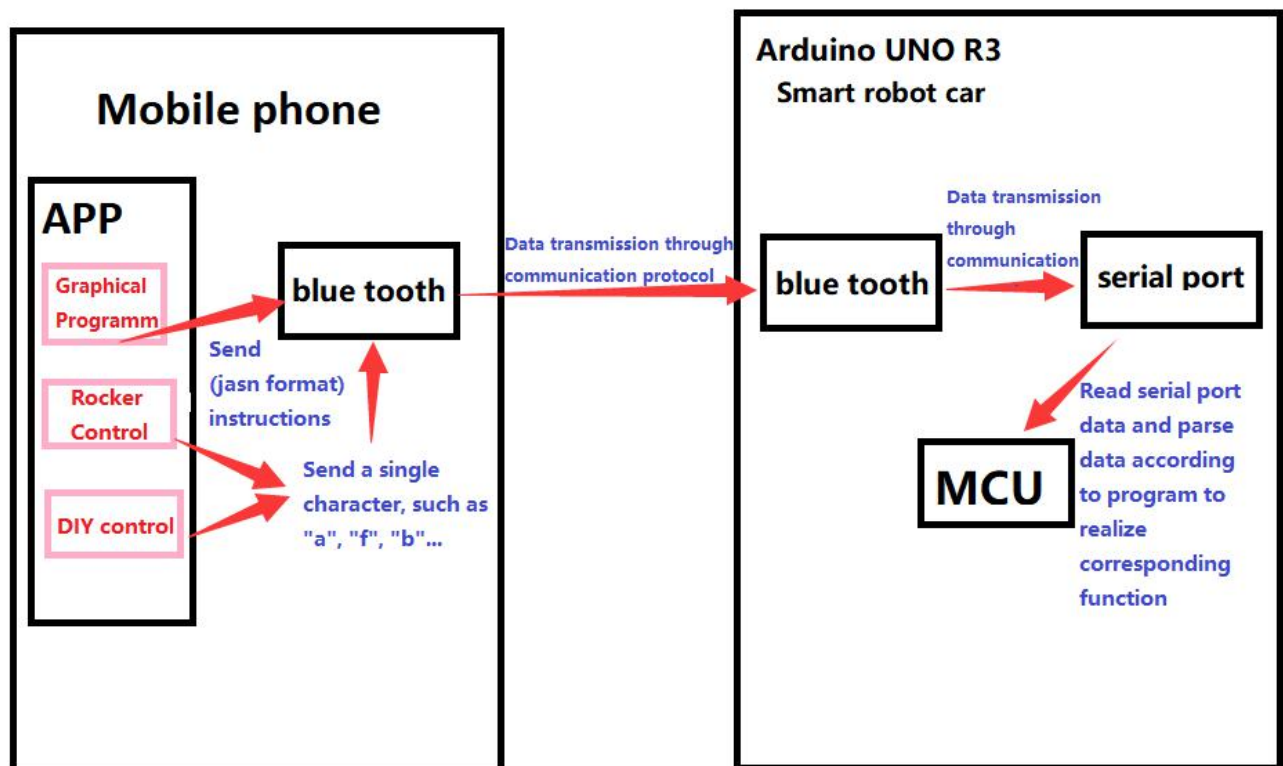 Mobile phone
APP
Graphical
Programm
Rocker
Control
DIY control
blue tooth
Send
(jasn format)
instructions
Send a single
character, such as
"a", "f", "b"...
Data transmission through
communication protocol
Arduino UNO R3
Smart robot car
blue tooth
Data transmission
through
communication
serial port
MCU
Read serial port
data and parse
data according
to program to
realize
corresponding
function